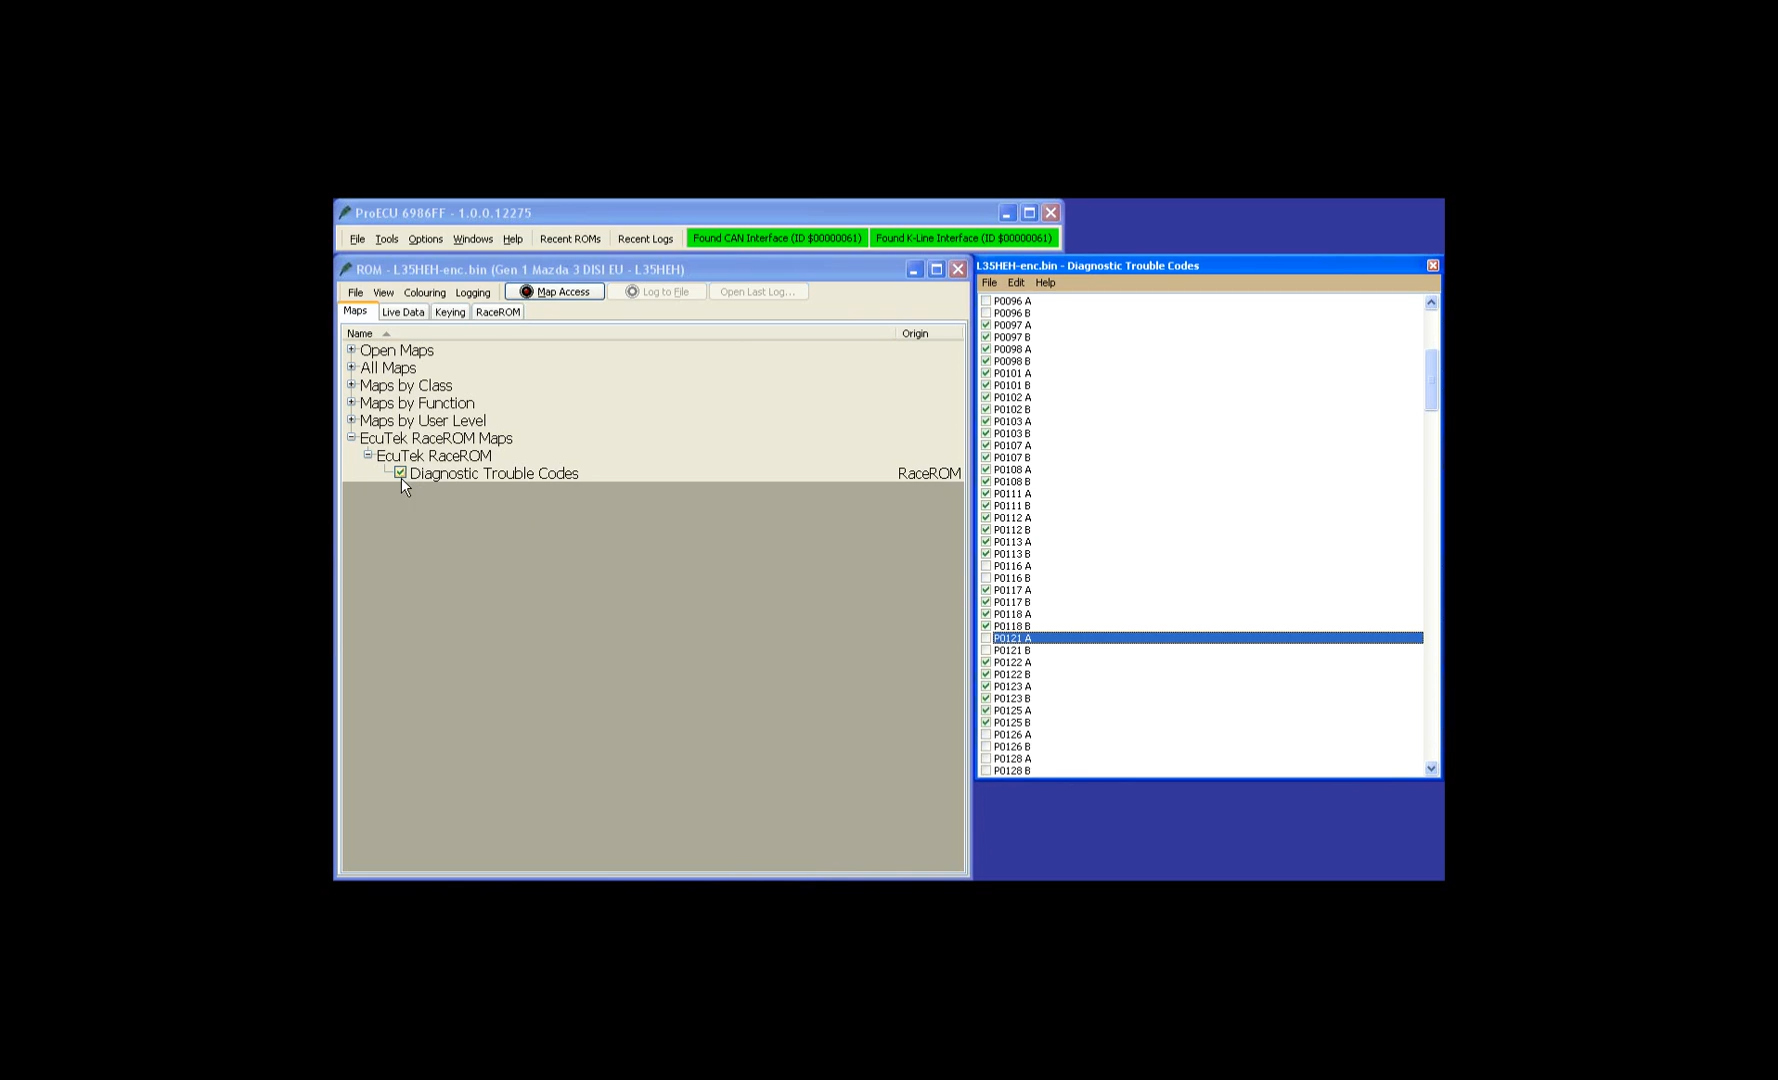 ProECU 6986FF - 1.0.0.12275
File Tools Options Windows Help Recent ROMs Recent Logs Found CAN Interface (ID $00000061) Found K-Line Interface (ID $00000061)
ROM - L35HEH-enc.bin (Gen 1 Mazda 3 DISI EU - L35HEH)
File View Colouring Logging Map Access Log to File Open Last Log...
Maps Live Data Keying RaceROM
Name Origin
Open Maps
All Maps
Maps by Class
Maps by Function
Maps by User Level
EcuTek RaceROM Maps
EcuTek RaceROM
Diagnostic Trouble Codes RaceROM
L35HEH-enc.bin - Diagnostic Trouble Codes
File Edit Help
P0096 A
P0096 B
P0097 A
P0097 B
P0098 A
P0098 B
P0101 A
P0101 B
P0102 A
P0102 B
P0103 A
P0103 B
P0107 A
P0107 B
P0108 A
P0108 B
P0111 A
P0111 B
P0112 A
P0112 B
P0113 A
P0113 B
P0116 A
P0116 B
P0117 A
P0117 B
P0118 A
P0118 B
P0121 A
P0121 B
P0122 A
P0122 B
P0123 A
P0123 B
P0125 A
P0125 B
P0126 A
P0126 B
P0128 A
P0128 B